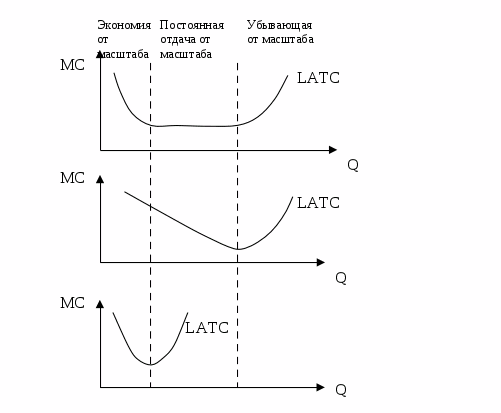 Экономия
от
масштаба
Постоянная
отдача от
масштаба
Убывающая
от масштаба
MC
LATC
Q
MC
LATC
Q
MC
LATC
Q